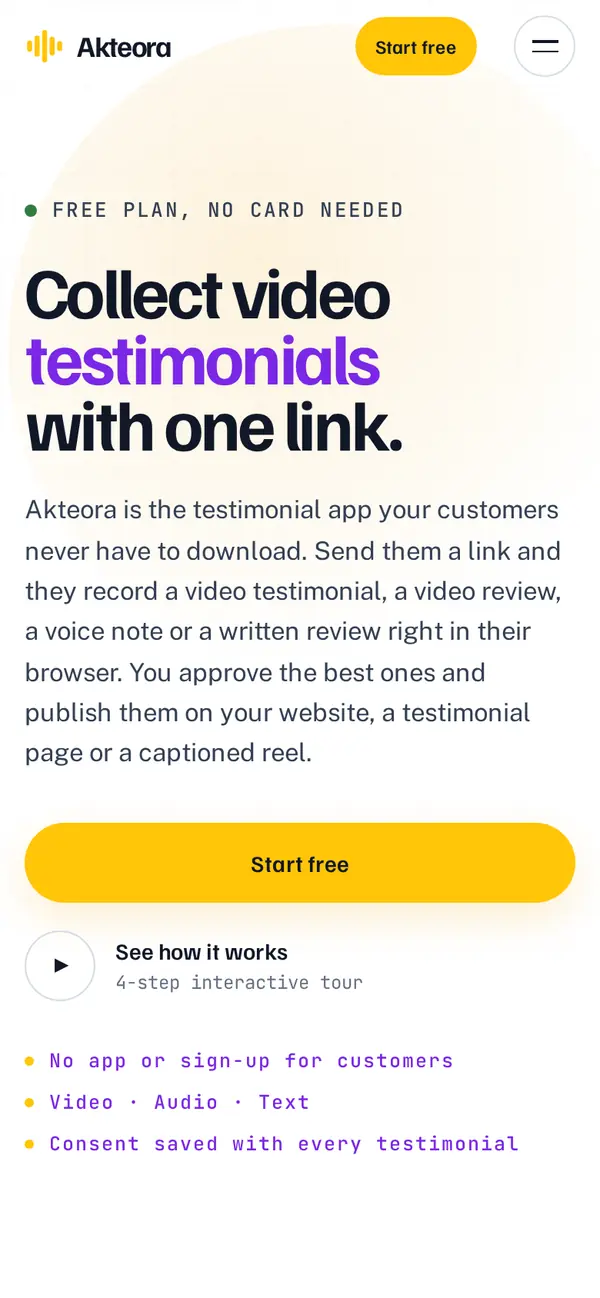 Akteora
Start free
FREE PLAN, NO CARD NEEDED
Collect video
testimonials
with one link.
Akteora is the testimonial app your customers
never have to download. Send them a link and
they record a video testimonial, a video review,
a voice note or a written review right in their
browser. You approve the best ones and
publish them on your website, a testimonial
page or a captioned reel.
Start free
See how it works
4-step interactive tour
No app or sign-up for customers
Video · Audio · Text
Consent saved with every testimonial